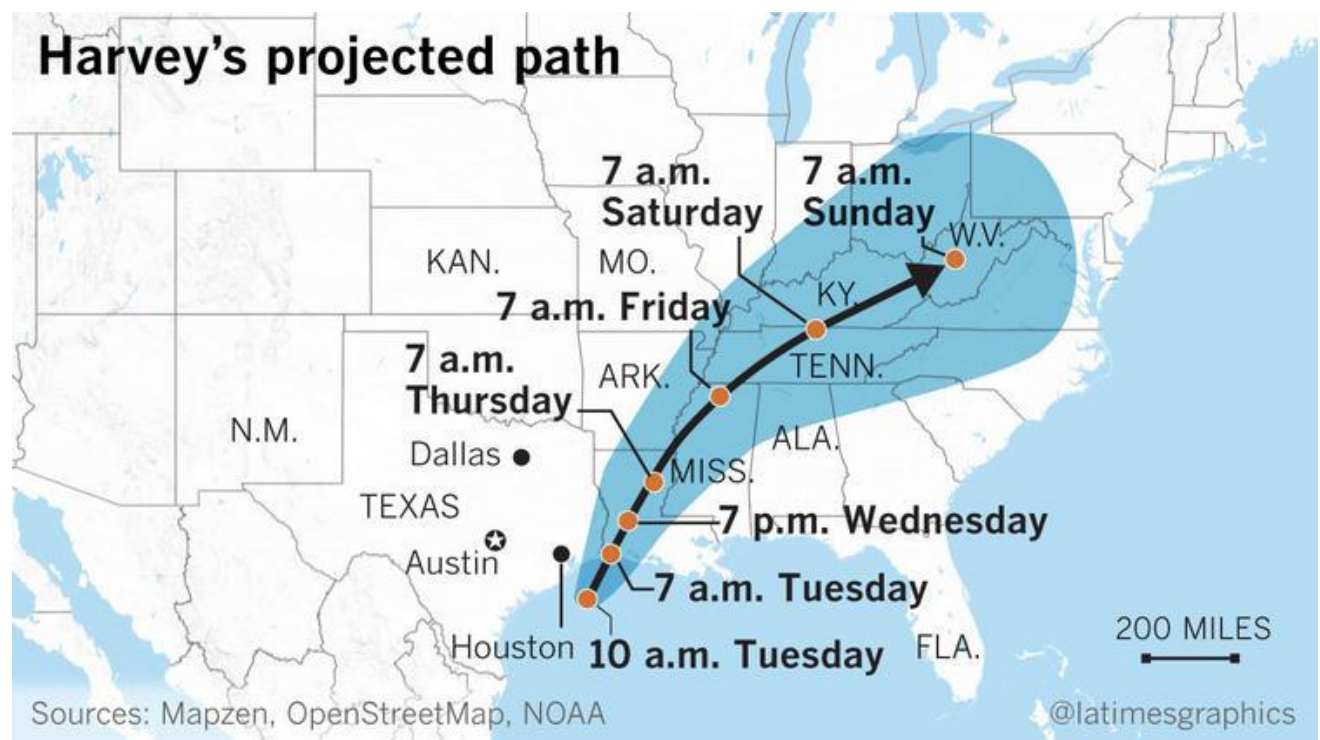 Harvey's projected path
7 a.m.
Saturday
7 a.m.
Sunday
W.V.
KAN.
MO.
KY.
7 a.m. Friday
7 a.m.
Thursday
ARK.
TENN.
N.M.
Dallas
ALA.
MISS.
TEXAS
7 p.m. Wednesday
Austin
7 a.m. Tuesday
Houston
10 a.m. Tuesday
FLA.
200 MILES
Sources: Mapzen, OpenStreetMap, NOAA
@latimesgraphics